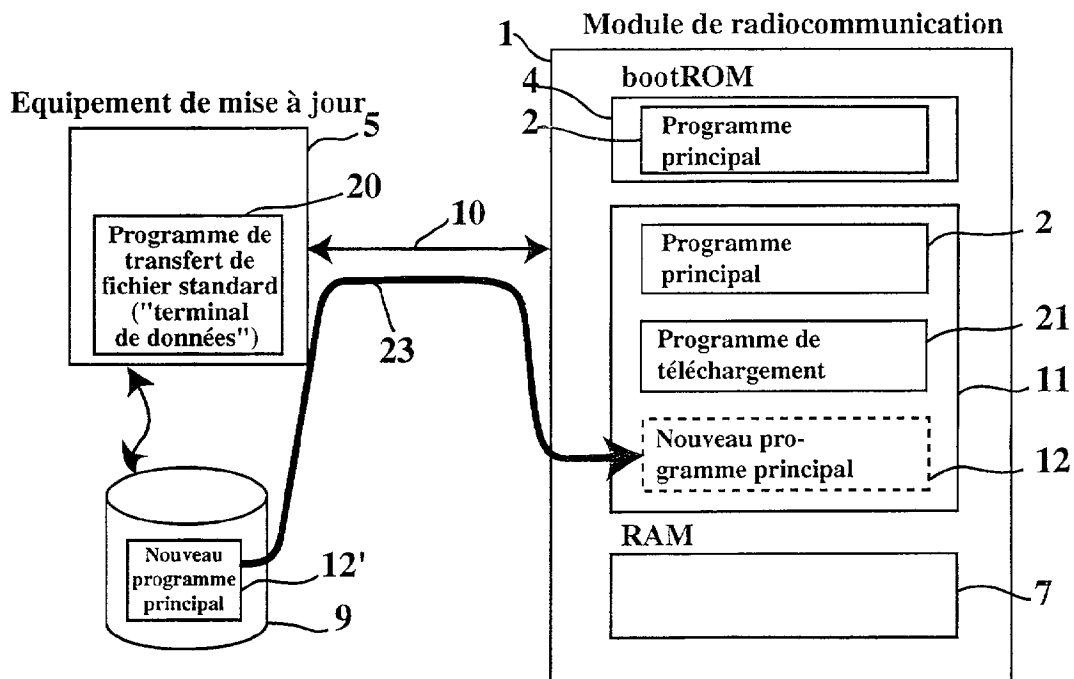 Module de radiocommunication
1
bootROM
4
2
Programme
principal
Equipement de mise à jour
5
20
Programme de
transfert de
fichier standard
("terminal
de données")
10
23
Programme
principal
2
Programme de
téléchargement
21
11
Nouveau pro-
gramme principal
12
Nouveau
programme
principal
12'
9
RAM
7